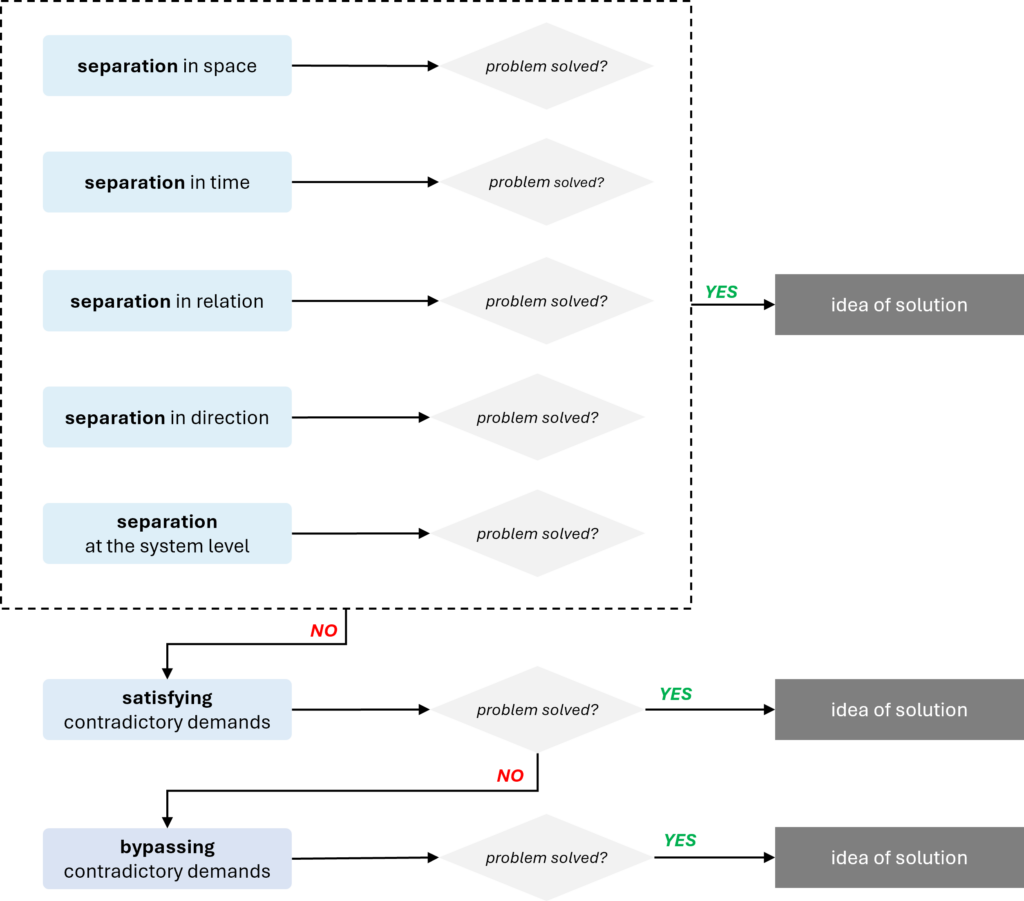 separation in space
problem solved?
separation in time
problem solved?
separation in relation
problem solved?
YES
idea of solution
separation in direction
problem solved?
separation
at the system level
problem solved?
NO
satisfying
contradictory demands
problem solved?
YES
idea of solution
NO
bypassing
contradictory demands
problem solved?
YES
idea of solution